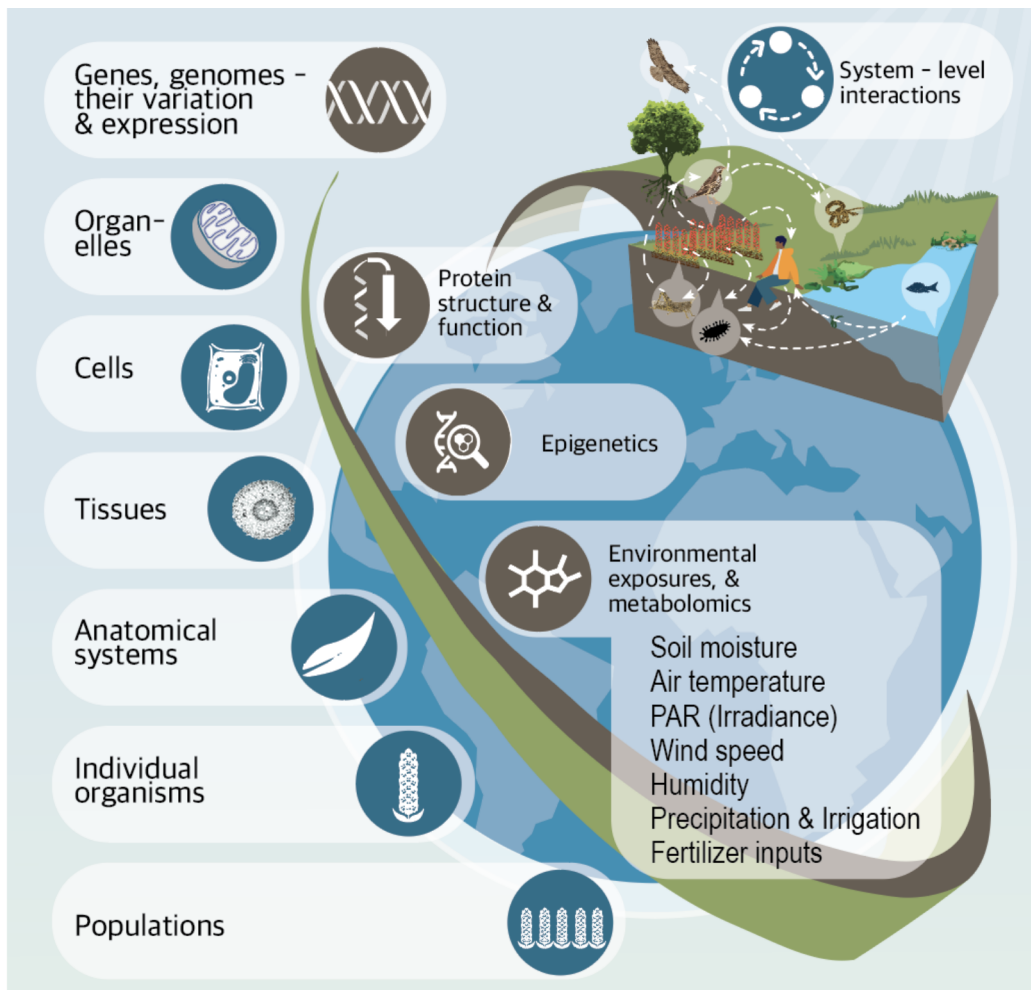 Genes, genomes -
their variation
& expression
System - level
interactions
Organ-
elles
Protein
structure &
function
Cells
Epigenetics
Tissues
Environmental
exposures, &
metabolomics
Soil moisture
Air temperature
PAR (Irradiance)
Wind speed
Humidity
Precipitation & Irrigation
Fertilizer inputs
Anatomical
systems
Individual
organisms
Populations